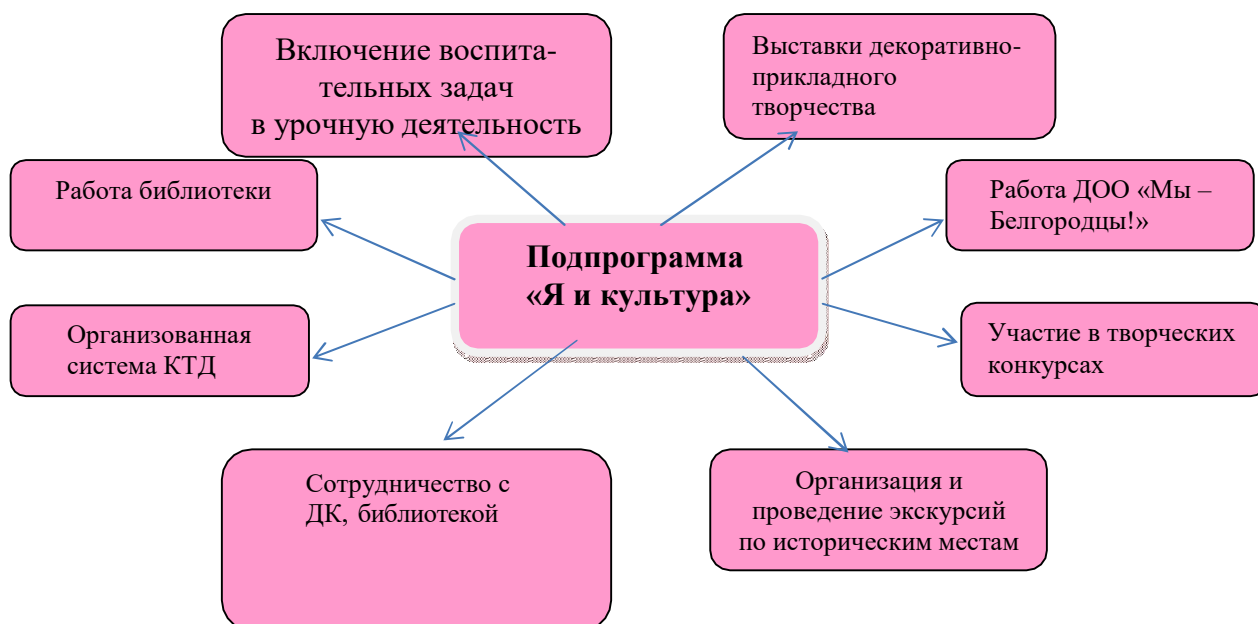 Включение воспита-
тельных задач
в урочную деятельность
Выставки декоративно-
прикладного
творчества
Работа библиотеки
Работа ДОО «Мы –
Белгородцы!»
Подпрограмма
«Я и культура»
Организованная
система КТД
Участие в творческих
конкурсах
Сотрудничество с
ДК, библиотекой
Организация и
проведение экскурсий
по историческим местам